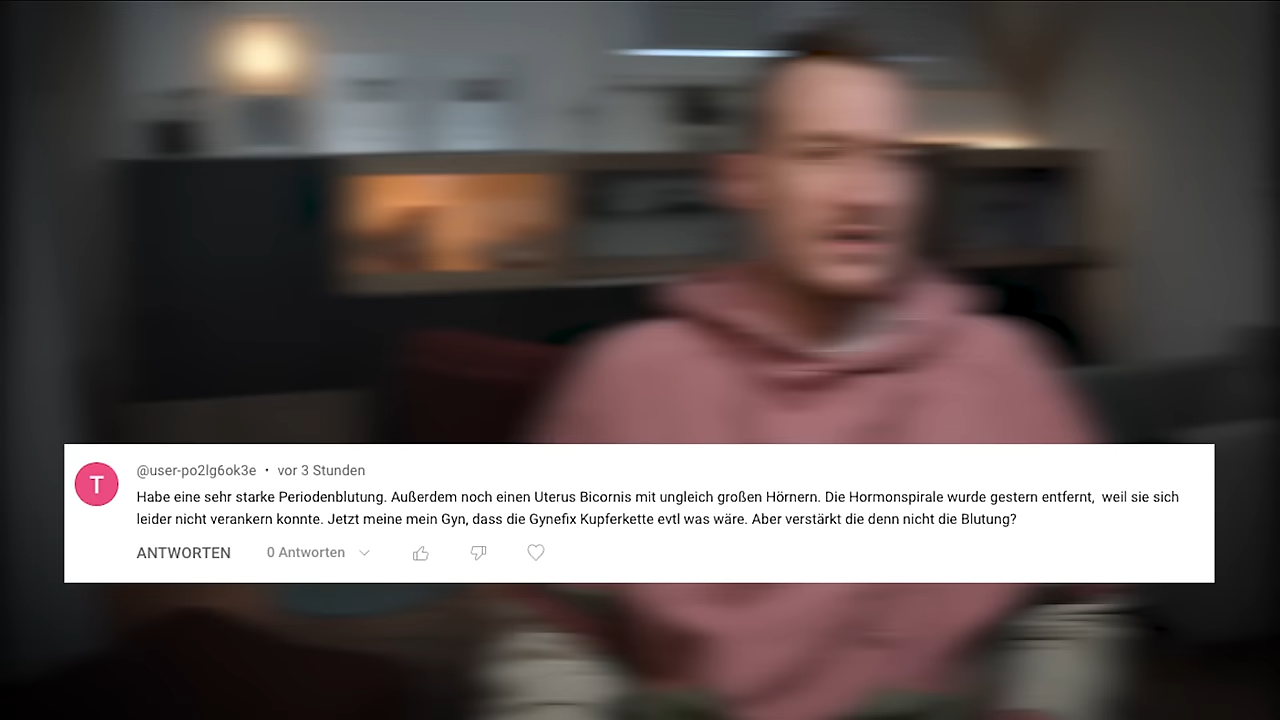 T
@user-po2lg6ok3e • vor 3 Stunden
Habe eine sehr starke Periodenblutung. Außerdem noch einen Uterus Bicornis mit ungleich großen Hörnern. Die Hormonspirale wurde gestern entfernt, weil sie sich
leider nicht verankern konnte. Jetzt meine mein Gyn, dass die Gynefix Kupferkette evtl was wäre. Aber verstärkt die denn nicht die Blutung?
ANTWORTEN 0 Antworten